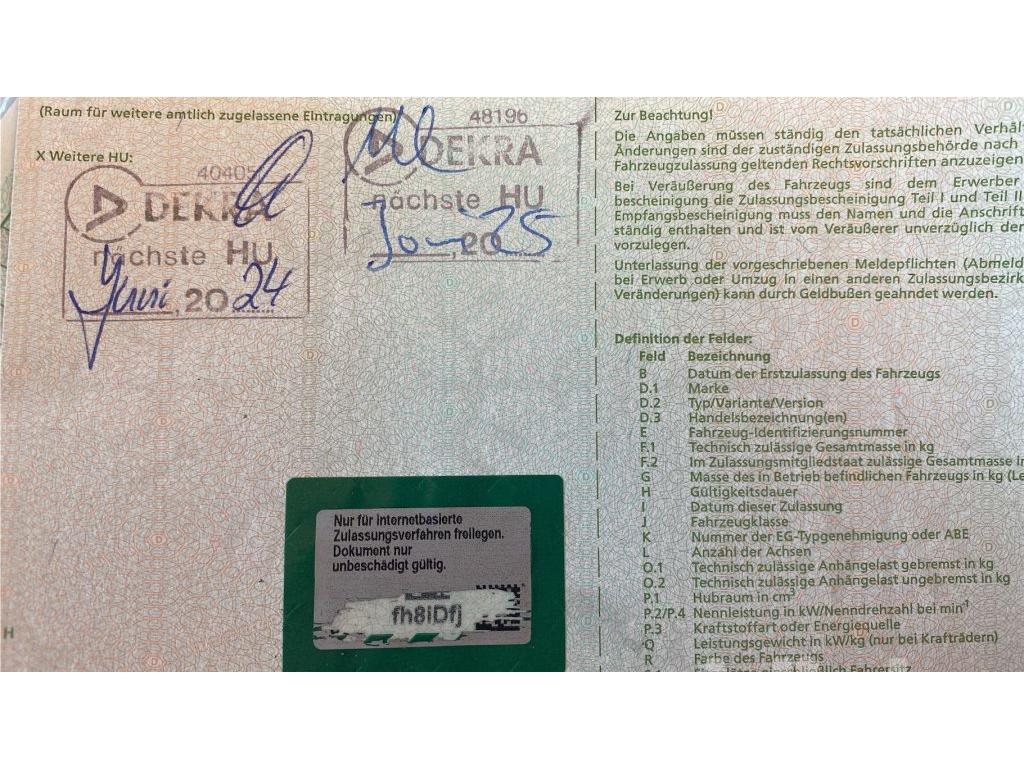 (Raum für weitere amtlich zugelassene Eintragungen)
X Weitere HU:
40405
DEKRA
nächste HU
Juni, 2024
48196
DEKRA
nächste HU
, 2025
Nur für internetbasierte
Zulassungsverfahren freilegen.
Dokument nur
unbeschädigt gültig.
fh8iDfj
H
Zur Beachtung!
Die Angaben müssen ständig den tatsächlichen
Änderungen sind der zuständigen Zulassungsbehörde nach
Fahrzeugzulassung geltenden Rechtsvorschriften anzuzeigen
Bei Veräußerung des Fahrzeugs sind dem Erwerber
bescheinigung die Zulassungsbescheinigung Teil I und Teil II
Empfangsbescheinigung muss den Namen und die Anschrift
ständig enthalten und ist vom Veräußerer unverzüglich der
vorzulegen.
Unterlassung der vorgeschriebenen Meldepflichten (Abmeld
bei Erwerb oder Umzug in einen anderen Zulassungsbezirk
Veränderungen) kann durch Geldbußen geahndet werden.
Definition der Felder:
Feld Bezeichnung
B Datum der Erstzulassung des Fahrzeugs
D.1 Marke
D.2 Typ/Variante/Version
D.3 Handelsbezeichnung(en)
E Fahrzeug-Identifizierungsnummer
F.1 Technisch zulässige Gesamtmasse in kg
F.2 Im Zulassungsmitgliedstaat zulässige Gesamtmasse i
G Masse des in Betrieb befindlichen Fahrzeugs in kg (Le
H Gültigkeitsdauer
I Datum dieser Zulassung
J Fahrzeugklasse
K Nummer der EG-Typgenehmigung oder ABE
L Anzahl der Achsen
O.1 Technisch zulässige Anhängelast gebremst in kg
O.2 Technisch zulässige Anhängelast ungebremst in kg
P.1 Hubraum in cm³
P.2/P.4 Nennleistung in kW/Nenndrehzahl bei min⁻¹
P.3 Kraftstoffart oder Energiequelle
Q Leistungsgewicht in kW/kg (nur bei Krafträdern)
R Farbe des Fahrzeugs